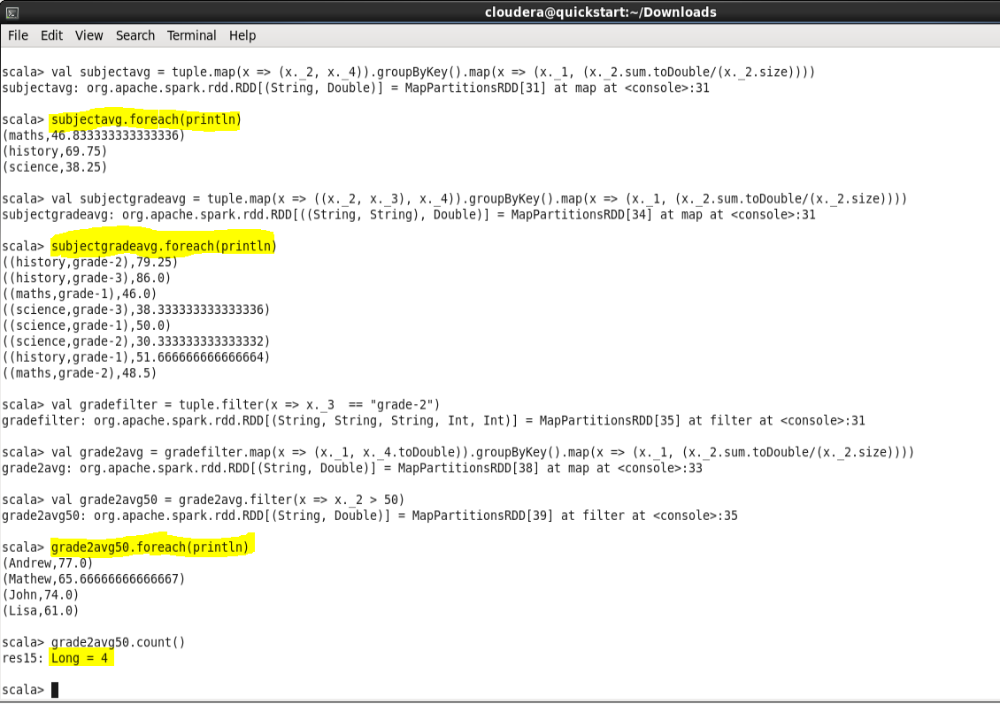 cloudera@quickstart:~/Downloads
File Edit View Search Terminal Help
scala> val subjectavg = tuple.map(x => (x._2, x._4)).groupByKey().map(x => (x._1, (x._2.sum.toDouble/(x._2.size))))
subjectavg: org.apache.spark.rdd.RDD[(String, Double)] = MapPartitionsRDD[31] at map at <console>:31
scala> subjectavg.foreach(println)
(maths,46.833333333333336)
(history,69.75)
(science,38.25)
scala> val subjectgradeavg = tuple.map(x => ((x._2, x._3), x._4)).groupByKey().map(x => (x._1, (x._2.sum.toDouble/(x._2.size))))
subjectgradeavg: org.apache.spark.rdd.RDD[((String, String), Double)] = MapPartitionsRDD[34] at map at <console>:31
scala> subjectgradeavg.foreach(println)
((history,grade-2),79.25)
((history,grade-3),86.0)
((maths,grade-1),46.0)
((science,grade-3),38.333333333333336)
((science,grade-1),50.0)
((science,grade-2),30.333333333333332)
((history,grade-1),51.666666666666664)
((maths,grade-2),48.5)
scala> val gradefilter = tuple.filter(x => x._3  == "grade-2")
gradefilter: org.apache.spark.rdd.RDD[(String, String, String, Int, Int)] = MapPartitionsRDD[35] at filter at <console>:31
scala> val grade2avg = gradefilter.map(x => (x._1, x._4.toDouble)).groupByKey().map(x => (x._1, (x._2.sum.toDouble/(x._2.size))))
grade2avg: org.apache.spark.rdd.RDD[(String, Double)] = MapPartitionsRDD[38] at map at <console>:33
scala> val grade2avg50 = grade2avg.filter(x => x._2 > 50)
grade2avg50: org.apache.spark.rdd.RDD[(String, Double)] = MapPartitionsRDD[39] at filter at <console>:35
scala> grade2avg50.foreach(println)
(Andrew,77.0)
(Mathew,65.66666666666667)
(John,74.0)
(Lisa,61.0)
scala> grade2avg50.count()
res15: Long = 4
scala>